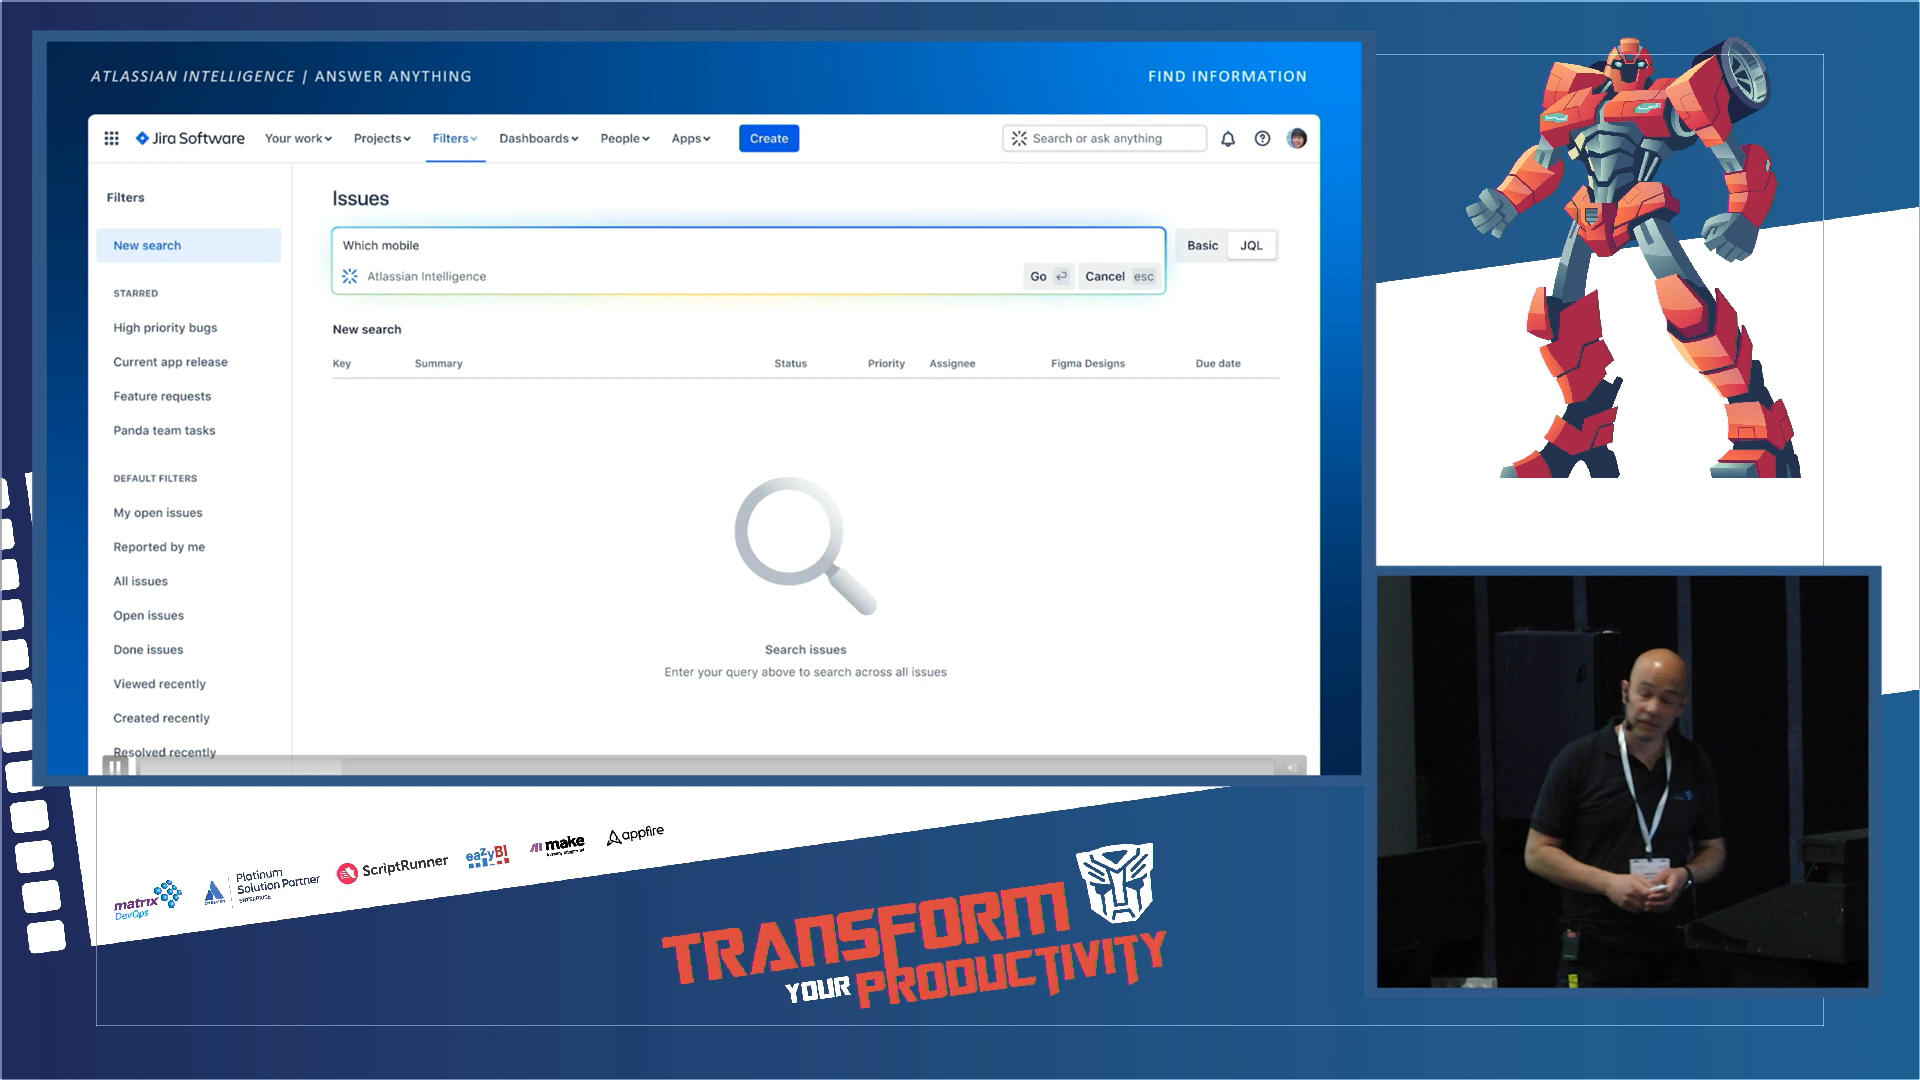 ATLASSIAN INTELLIGENCE | ANSWER ANYTHING
FIND INFORMATION
Jira Software Your work Projects Filters Dashboards People Apps Create
Search or ask anything
Filters
New search
STARRED
High priority bugs
Current app release
Feature requests
Panda team tasks
DEFAULT FILTERS
My open issues
Reported by me
All issues
Open issues
Done issues
Viewed recently
Created recently
Resolved recently
Issues
Which mobile
Atlassian Intelligence
Go
Cancel esc
Basic JQL
New search
Key Summary Status Priority Assignee Figma Designs Due date
Search issues
Enter your query above to search across all issues
matrix
DevOps
Platinum
Solution Partner
ENTERPRISE
ScriptRunner
eazyBI
make
appfire
TRANSFORM
YOUR PRODUCTIVITY